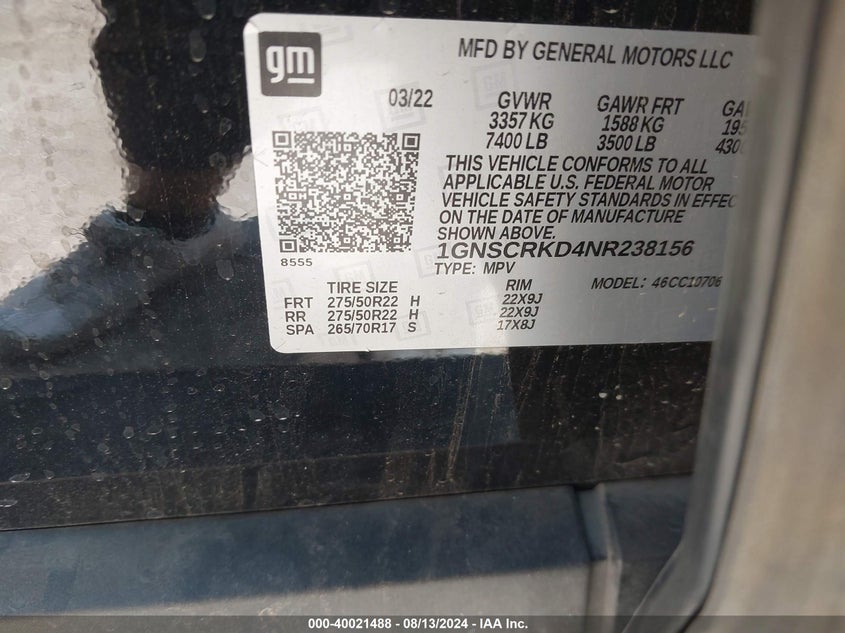 gm
MFD BY GENERAL MOTORS LLC
03/22
GVWR GAWR FRT
3357 KG 1588 KG
7400 LB 3500 LB
THIS VEHICLE CONFORMS TO ALL
APPLICABLE U.S. FEDERAL MOTOR
VEHICLE SAFETY STANDARDS IN EFFEC
ON THE DATE OF MANUFACTURE
SHOWN ABOVE.
1GNSCRKD4NR238156
8555
TYPE: MPV MODEL: 46CC10706
TIRE SIZE RIM
FRT 275/50R22 H 22X9J
RR 275/50R22 H 22X9J
SPA 265/70R17 S 17X8J
000-40021488 - 08/13/2024 - IAA Inc.